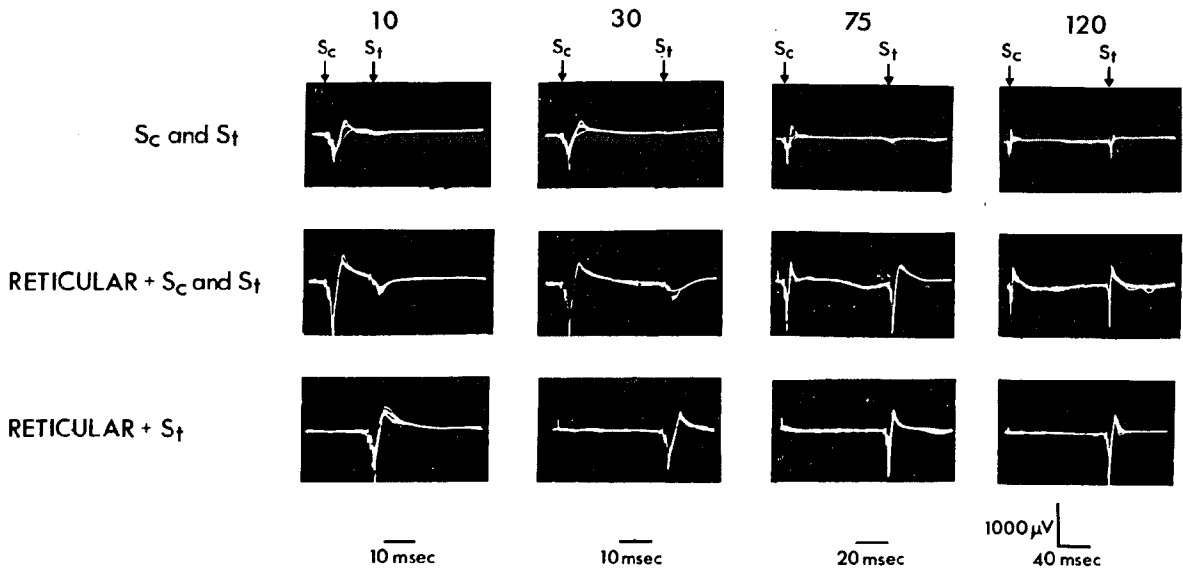 10 30 75 120
Sc St Sc St Sc St Sc St
Sc and St
RETICULAR + Sc and St
RETICULAR + St
1000 μV
10 msec 10 msec 20 msec 40 msec